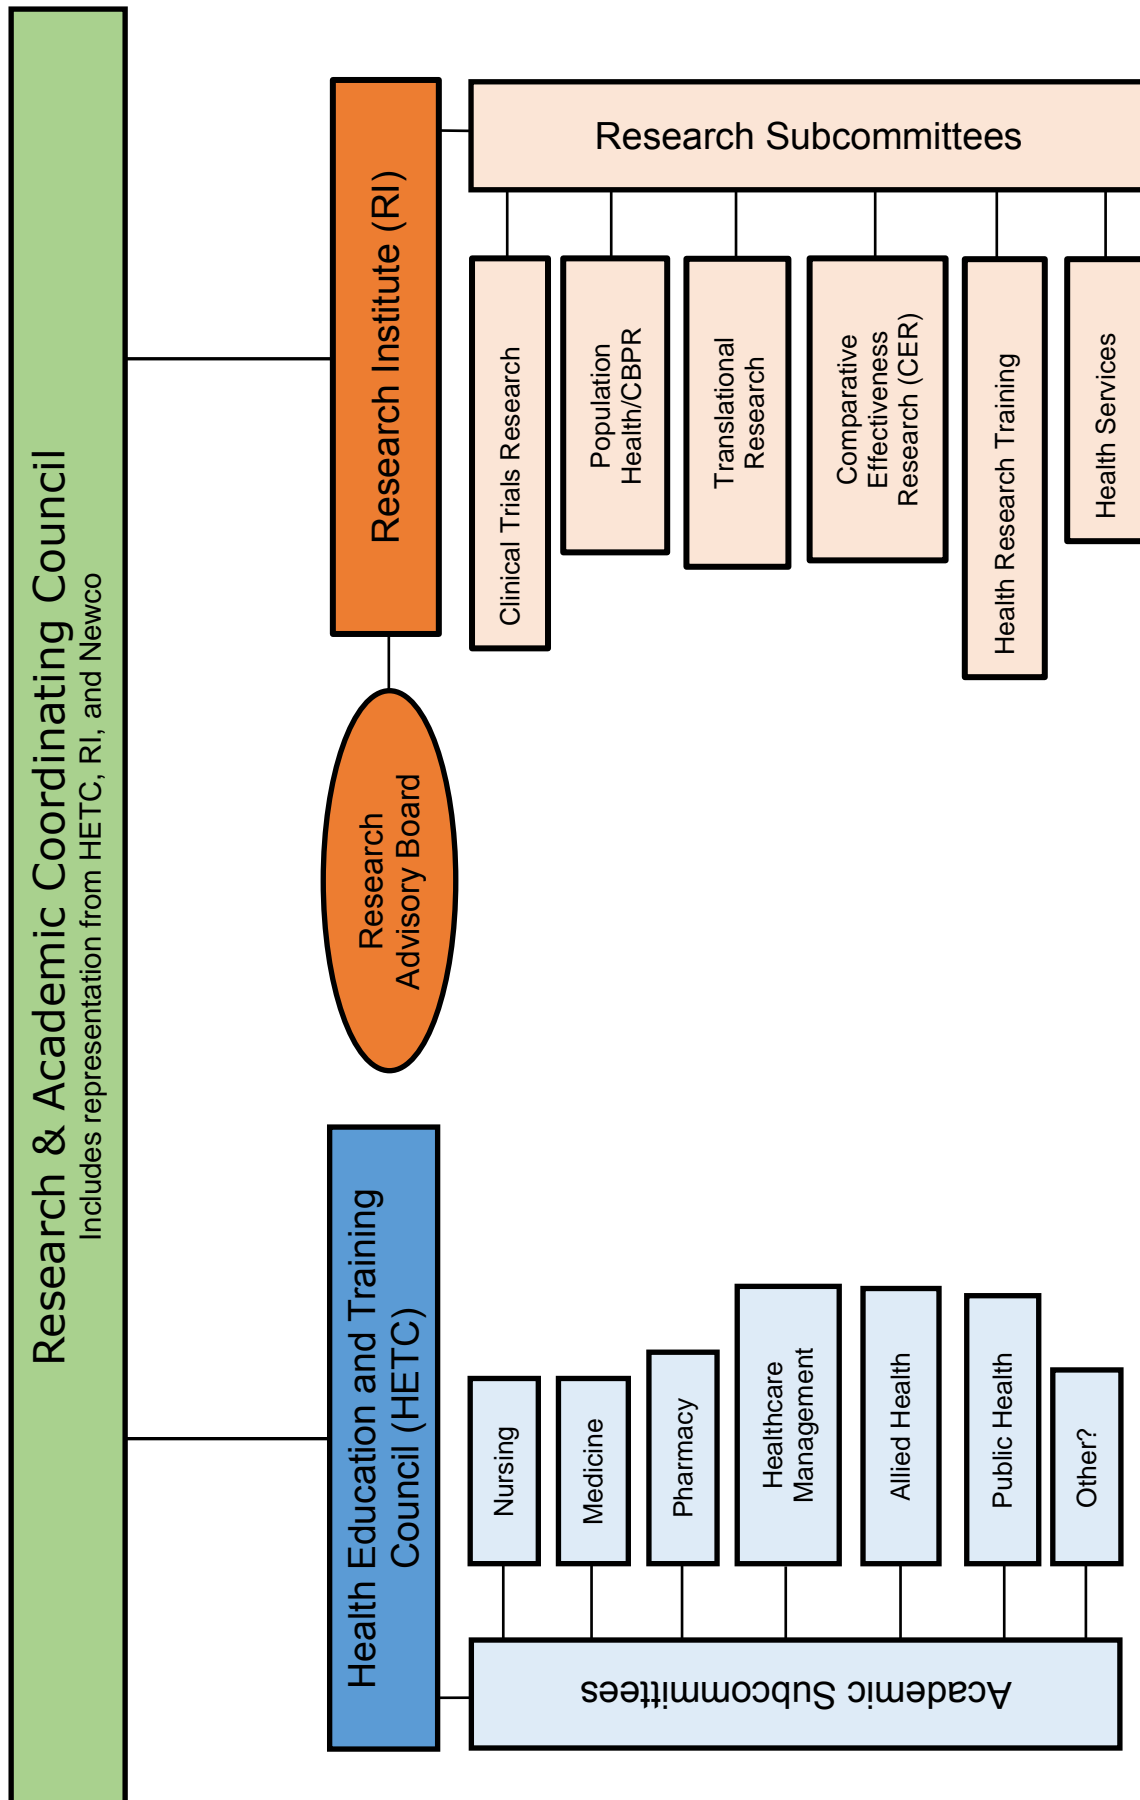 Research & Academic Coordinating Council
Includes representation from HETC, RI, and Newco
Health Education and Training
Council (HETC)
Academic Subcommittees
Nursing
Medicine
Pharmacy
Healthcare
Management
Allied Health
Public Health
Other?
Research
Advisory Board
Research Institute (RI)
Research Subcommittees
Clinical Trials Research
Population
Health/CBPR
Translational
Research
Comparative
Effectiveness
Research (CER)
Health Research Training
Health Services